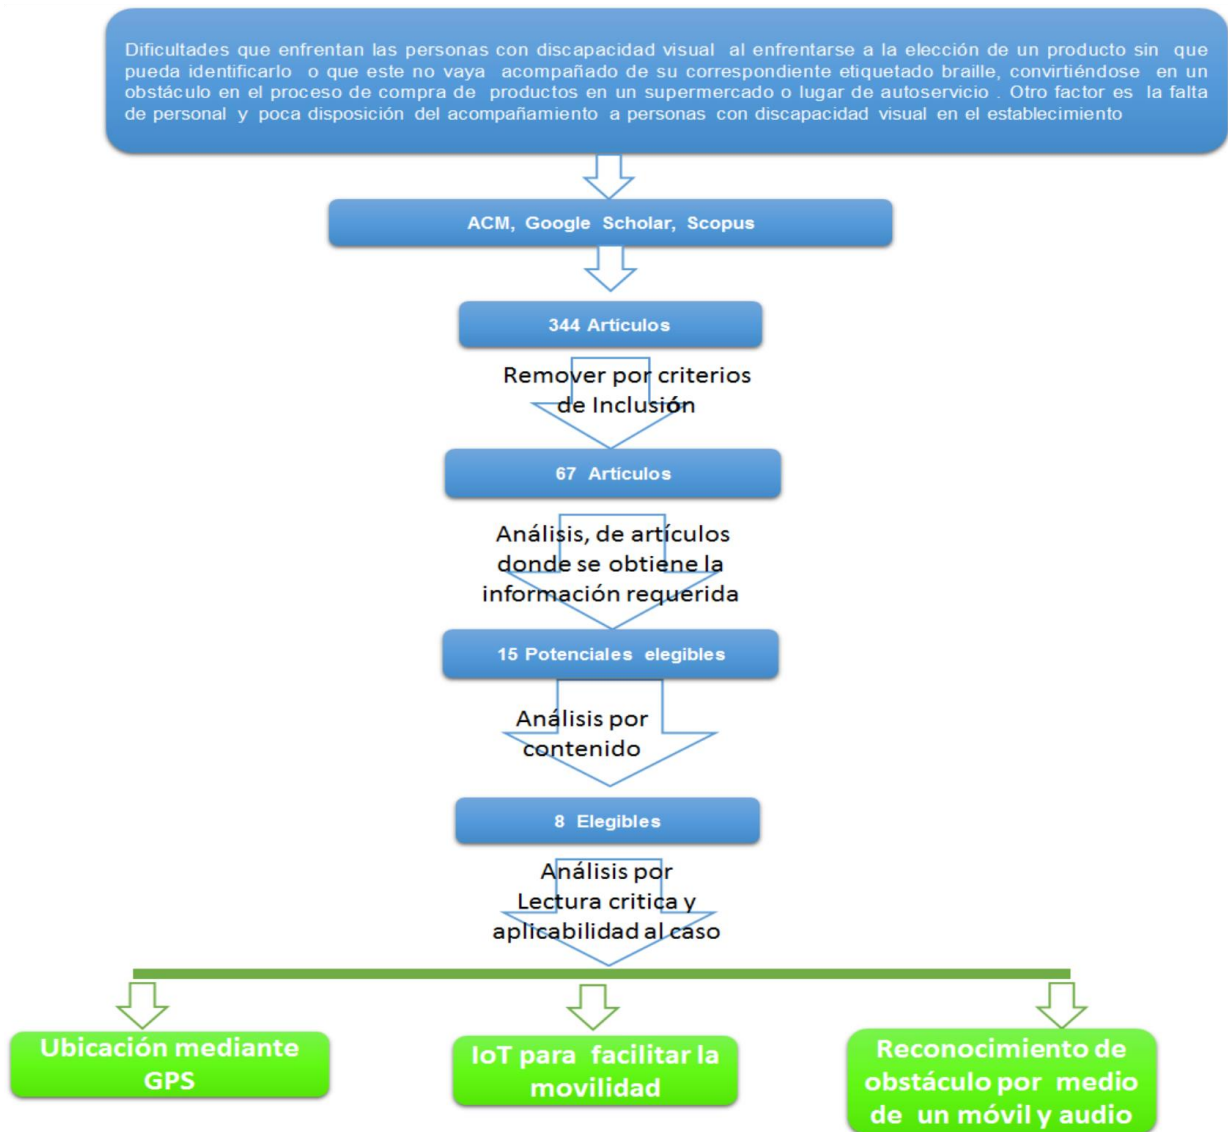 Dificultades que enfrentan las personas con discapacidad visual al enfrentarse a la elección de un producto sin que
pueda identificarlo o que este no vaya acompañado de su correspondiente etiquetado braille, convirtiéndose en un
obstáculo en el proceso de compra de productos en un supermercado o lugar de autoservicio . Otro factor es la falta
de personal y poca disposición del acompañamiento a personas con discapacidad visual en el establecimiento
ACM, Google Scholar, Scopus
344 Articulos
Remover por criterios
de Inclusión
67 Articulos
Análisis, de artículos
donde se obtiene la
información requerida
15 Potenciales elegibles
Análisis por
contenido
8 Elegibles
Análisis por
Lectura critica y
aplicabilidad al caso
Ubicación mediante
GPS
IoT para facilitar la
movilidad
Reconocimiento de
obstáculo por medio
de un móvil y audio